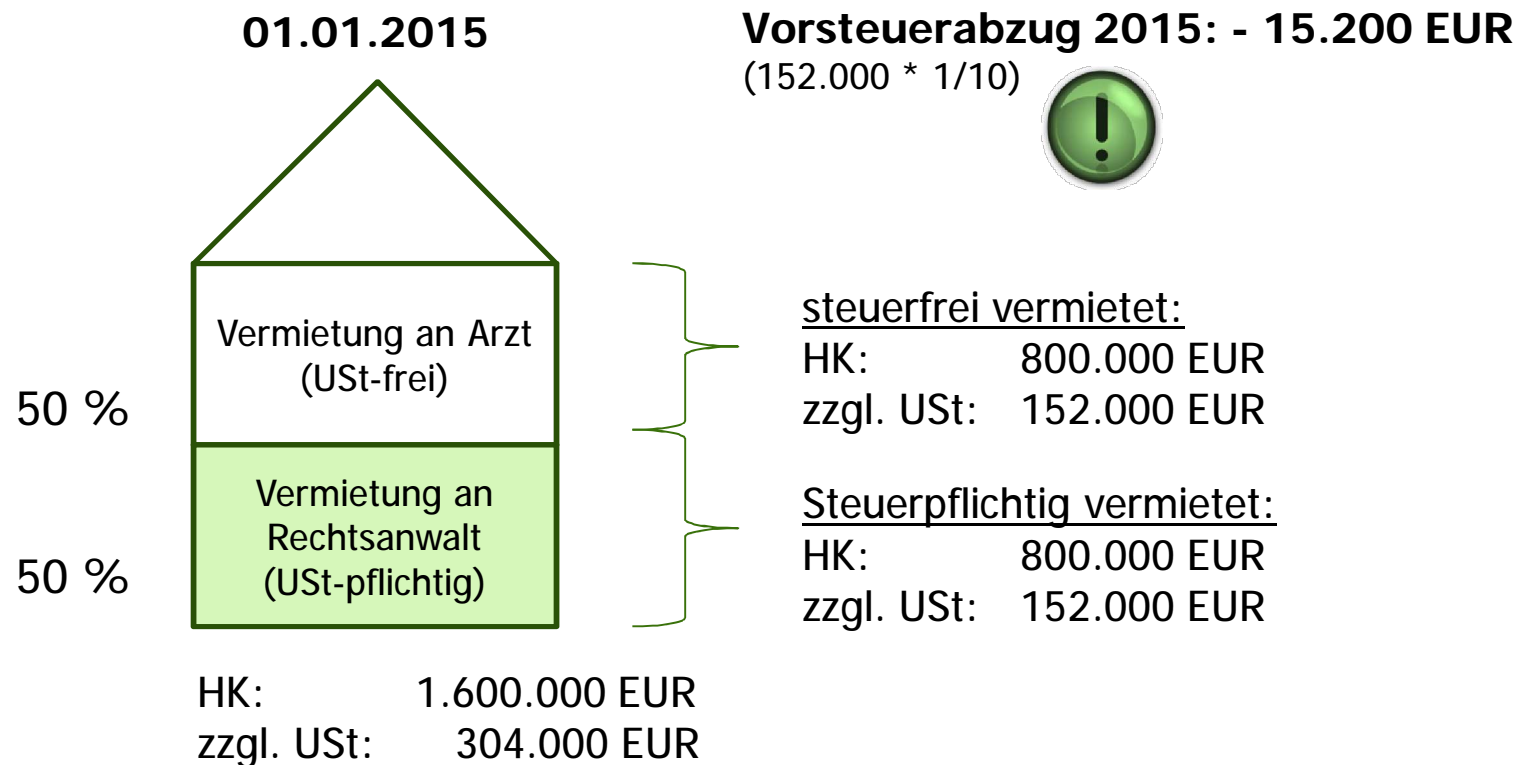 01.01.2015
Vorsteuerabzug 2015: - 15.200 EUR
(152.000 * 1/10)
50 %
Vermietung an Arzt
(USt-frei)
50 %
Vermietung an
Rechtsanwalt
(USt-pflichtig)
steuerfrei vermietet:
HK: 800.000 EUR
zzgl. USt: 152.000 EUR
Steuerpflichtig vermietet:
HK: 800.000 EUR
zzgl. USt: 152.000 EUR
HK: 1.600.000 EUR
zzgl. USt: 304.000 EUR